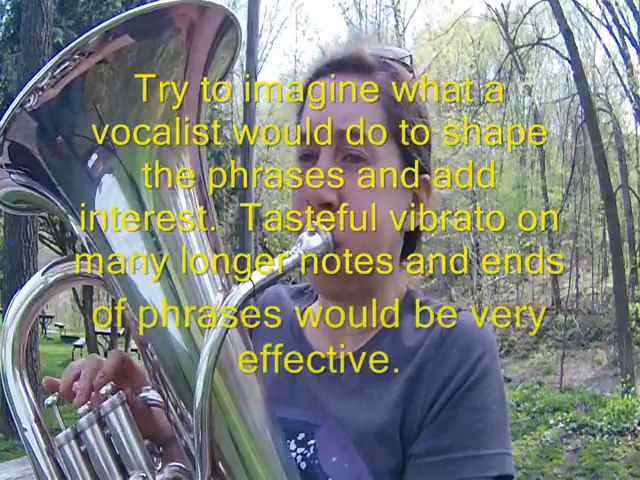 Try to imagine what a
vocalist would do to shape
the phrases and add
interest.  Tasteful vibrato on
many longer notes and ends
of phrases would be very
effective.